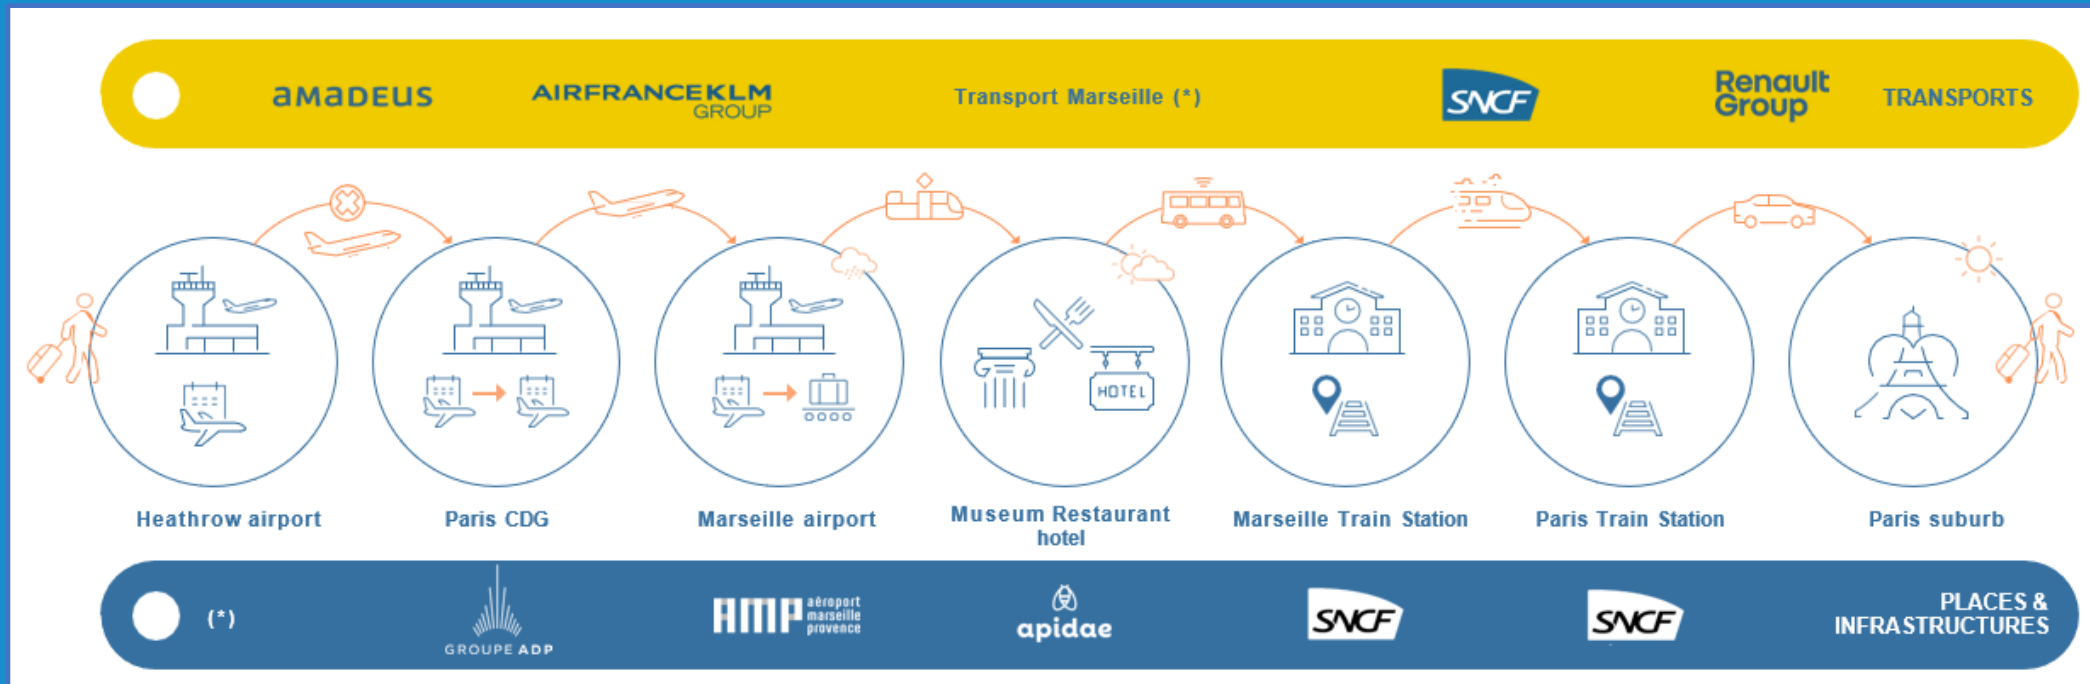 aMaDEUS
AIRFRANCEKLM
GROUP
Transport Marseille (*)
SNCF
Renault
Group
TRANSPORTS
HOTEL
Heathrow airport
Paris CDG
Marseille airport
Museum Restaurant
hotel
Marseille Train Station
Paris Train Station
Paris suburb
(*)
GROUPE ADP
AMP
aéroport
marseille
provence
apidae
SNCF
SNCF
PLACES &
INFRASTRUCTURES